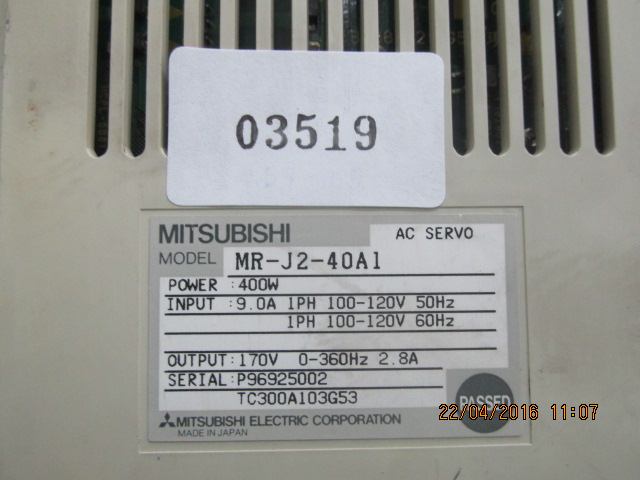 03519
MITSUBISHI AC SERVO
MODEL MR-J2-40A1
POWER :400W
INPUT :9.0A 1PH 100-120V 50Hz
1PH 100-120V 60Hz
OUTPUT:170V 0-360Hz 2.8A
SERIAL:P96925002
TC300A103G53
PASSED
MITSUBISHI ELECTRIC CORPORATION
MADE IN JAPAN
22/04/2016 11:07